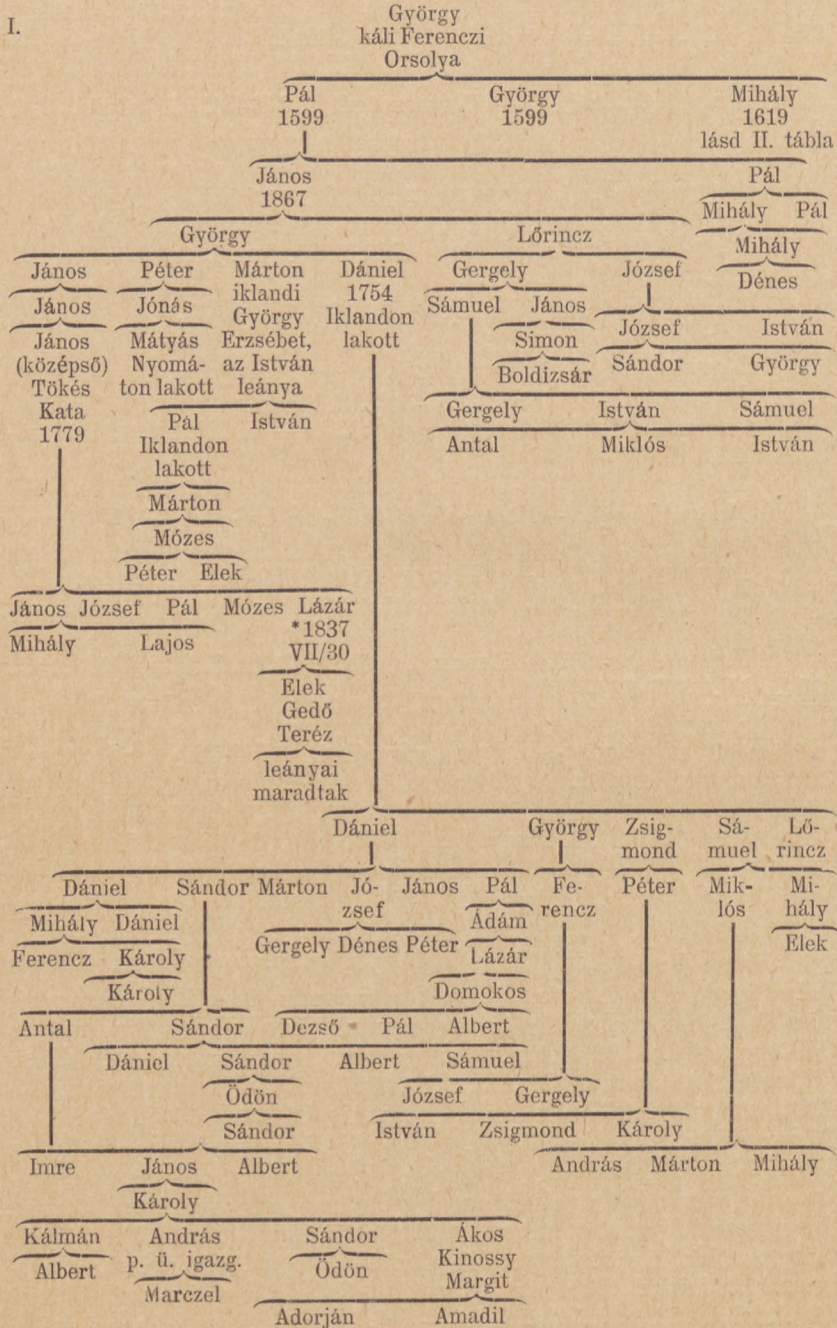 I.
György
káli Ferenczi
Orsolya
Pál György Mihály
1599 1599 1619
lásd II. tábla
János Pál
1867
Mihály Pál
György Lőrincz Mihály
János Péter Márton Dániel Gergely József Dénes
iklandi 1754
János Jónás György Iklandon Sámuel János József István
János Mátyás Erzsébet, lakott Simon
(középső) Nyomá- az István Boldizsár Sándor György
Tökés ton lakott leánya
Kata Pál István Gergely István Sámuel
1779 Iklandon Antal Miklós István
lakott
Márton
Mózes
Péter Elek
János József Pál Mózes Lázár
*1837
Mihály Lajos VII/30
Elek
Gedő
Teréz
leányai
maradtak
Dániel György Zsig- Sá- Lő-
mond muel rincz
Dániel Sándor Márton Jó- János Pál Fe- Péter Mik- Mi-
zsef rencz lós hály
Mihály Dániel Ádám Elek
Ferencz Károly Gergely Dénes Péter Lázár
Károly Domokos
Antal Sándor Dezső Pál Albert
Dániel Sándor Albert Sámuel
Ödön József Gergely
Sándor István Zsigmond Károly
Imre János Albert András Márton Mihály
Károly
Kálmán András Sándor Ákos
Albert p. ü. igazg. Ödön Kinossy
Marczel Margit
Adorján Amadil